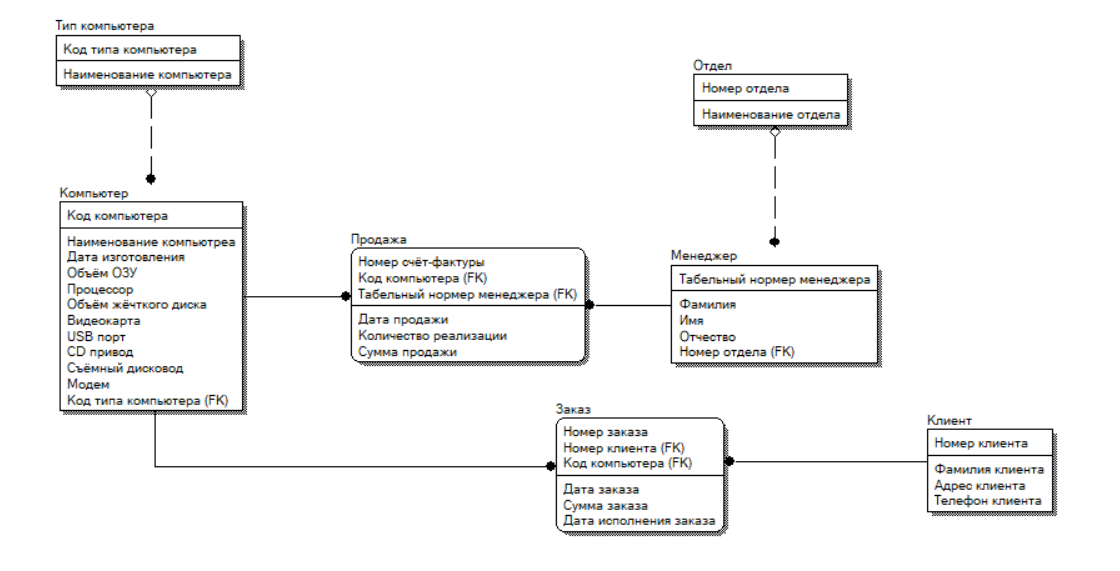 Тип компьютера
Код типа компьютера
Наименование компьютера
Отдел
Номер отдела
Наименование отдела
Компьютер
Код компьютера
Наименование компьютреа
Дата изготовления
Объём ОЗУ
Процессор
Объём жёчткого диска
Видеокарта
USB порт
CD привод
Съёмный дисковод
Модем
Код типа компьютера (FK)
Продажа
Номер счёт-фактуры
Код компьютера (FK)
Табельный нормер менеджера (FK)
Дата продажи
Количество реализации
Сумма продажи
Менеджер
Табельный нормер менеджера
Фамилия
Имя
Отчество
Номер отдела (FK)
Заказ
Номер заказа
Номер клиента (FK)
Код компьютера (FK)
Дата заказа
Сумма заказа
Дата исполнения заказа
Клиент
Номер клиента
Фамилия клиента
Адрес клиента
Телефон клиента